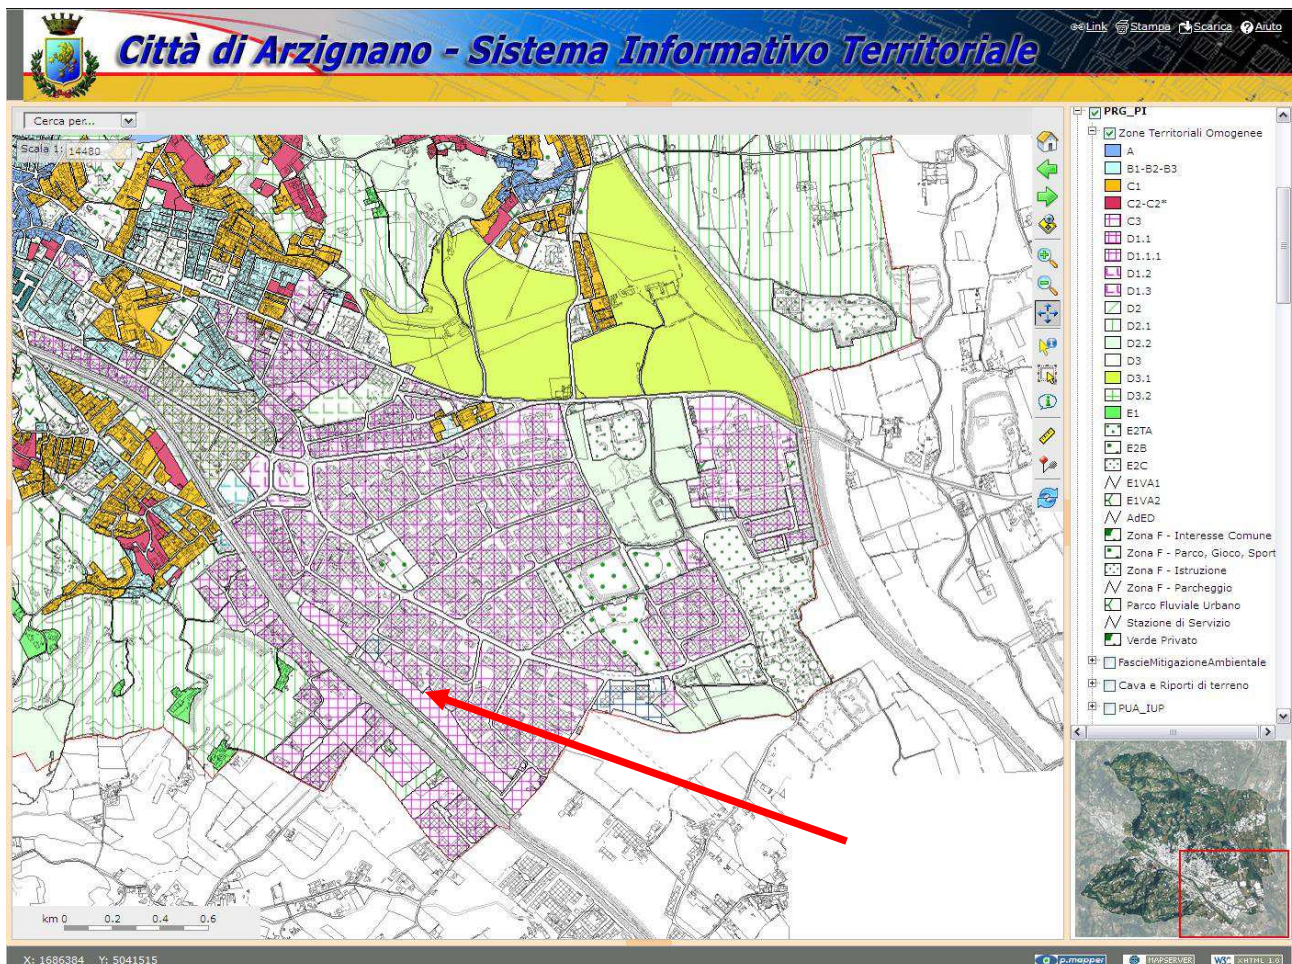 Città di Arzignano - Sistema Informativo Territoriale
Link Stampa Scarica Aiuto
Cerca per...
Scala 1: 14480
PRG_PI
Zone Territoriali Omogenee
A
B1-B2-B3
C1
C2-C2*
C3
D1.1
D1.1.1
D1.2
D1.3
D2
D2.1
D2.2
D3
D3.1
D3.2
E1
E2TA
E2B
E2C
E1VA1
E1VA2
AdED
Zona F - Interesse Comune
Zona F - Parco, Gioco, Sport
Zona F - Istruzione
Zona F - Parcheggio
Parco Fluviale Urbano
Stazione di Servizio
Verde Privato
FascieMitigazioneAmbientale
Cava e Riporti di terreno
PUA_IUP
km 0 0.2 0.4 0.6
X: 1686384 Y: 5041515
p.mapper MAPSERVER W3C XHTML 1.0